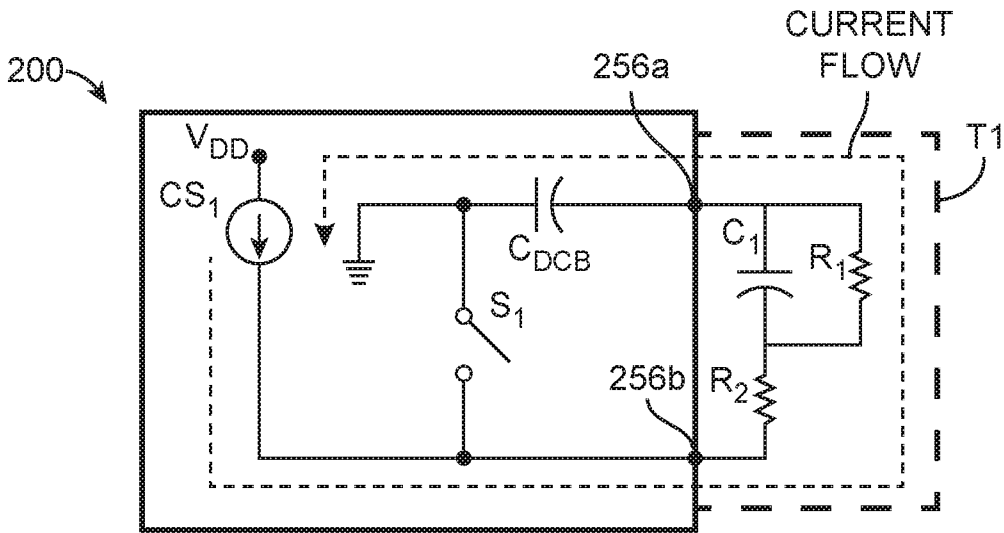 CURRENT
FLOW
200
256a
T1
VDD
CS1
CDCB
C1
R1
S1
256b
R2